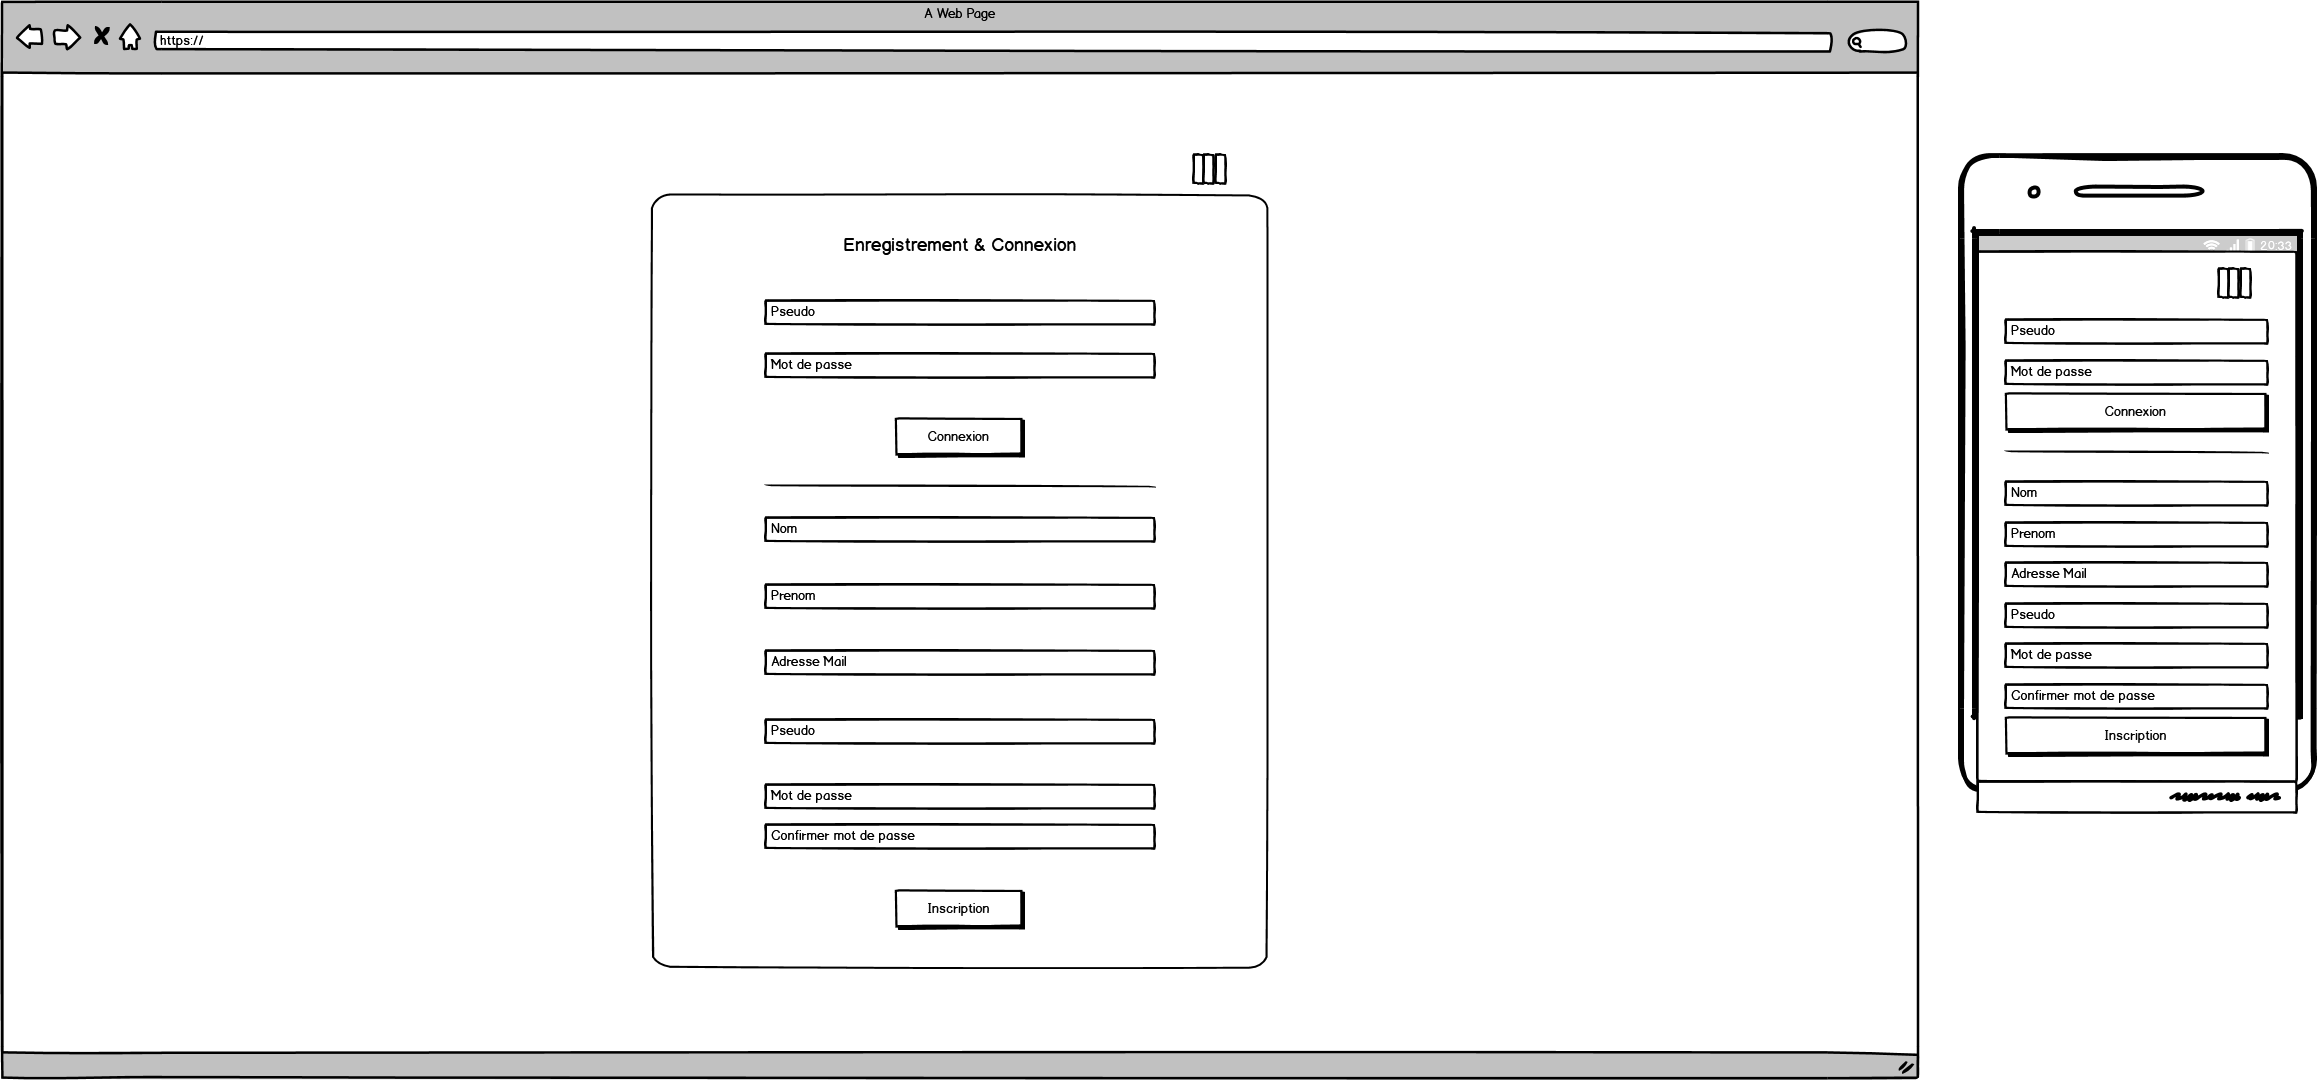 A Web Page
https://
Enregistrement & Connexion
Pseudo
Mot de passe
Connexion
Nom
Prenom
Adresse Mail
Pseudo
Mot de passe
Confirmer mot de passe
Inscription
20:33
Pseudo
Mot de passe
Connexion
Nom
Prenom
Adresse Mail
Pseudo
Mot de passe
Confirmer mot de passe
Inscription